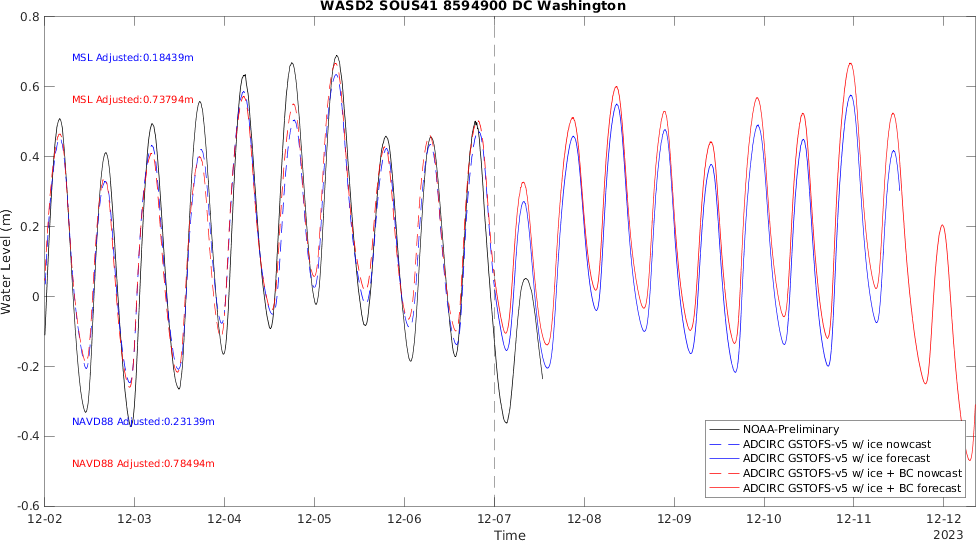 WASD2 SOUS41 8594900 DC Washington
0.8
0.6
0.4
0.2
0
-0.2
-0.4
-0.6
Water Level (m)
MSL Adjusted:0.18439m
MSL Adjusted:0.73794m
NAVD88 Adjusted:0.23139m
NAVD88 Adjusted:0.78494m
NOAA-Preliminary
ADCIRC GSTOFS-v5 w/ ice nowcast
ADCIRC GSTOFS-v5 w/ ice forecast
ADCIRC GSTOFS-v5 w/ ice + BC nowcast
ADCIRC GSTOFS-v5 w/ ice + BC forecast
12-02 12-03 12-04 12-05 12-06 12-07 12-08 12-09 12-10 12-11 12-12
Time 2023